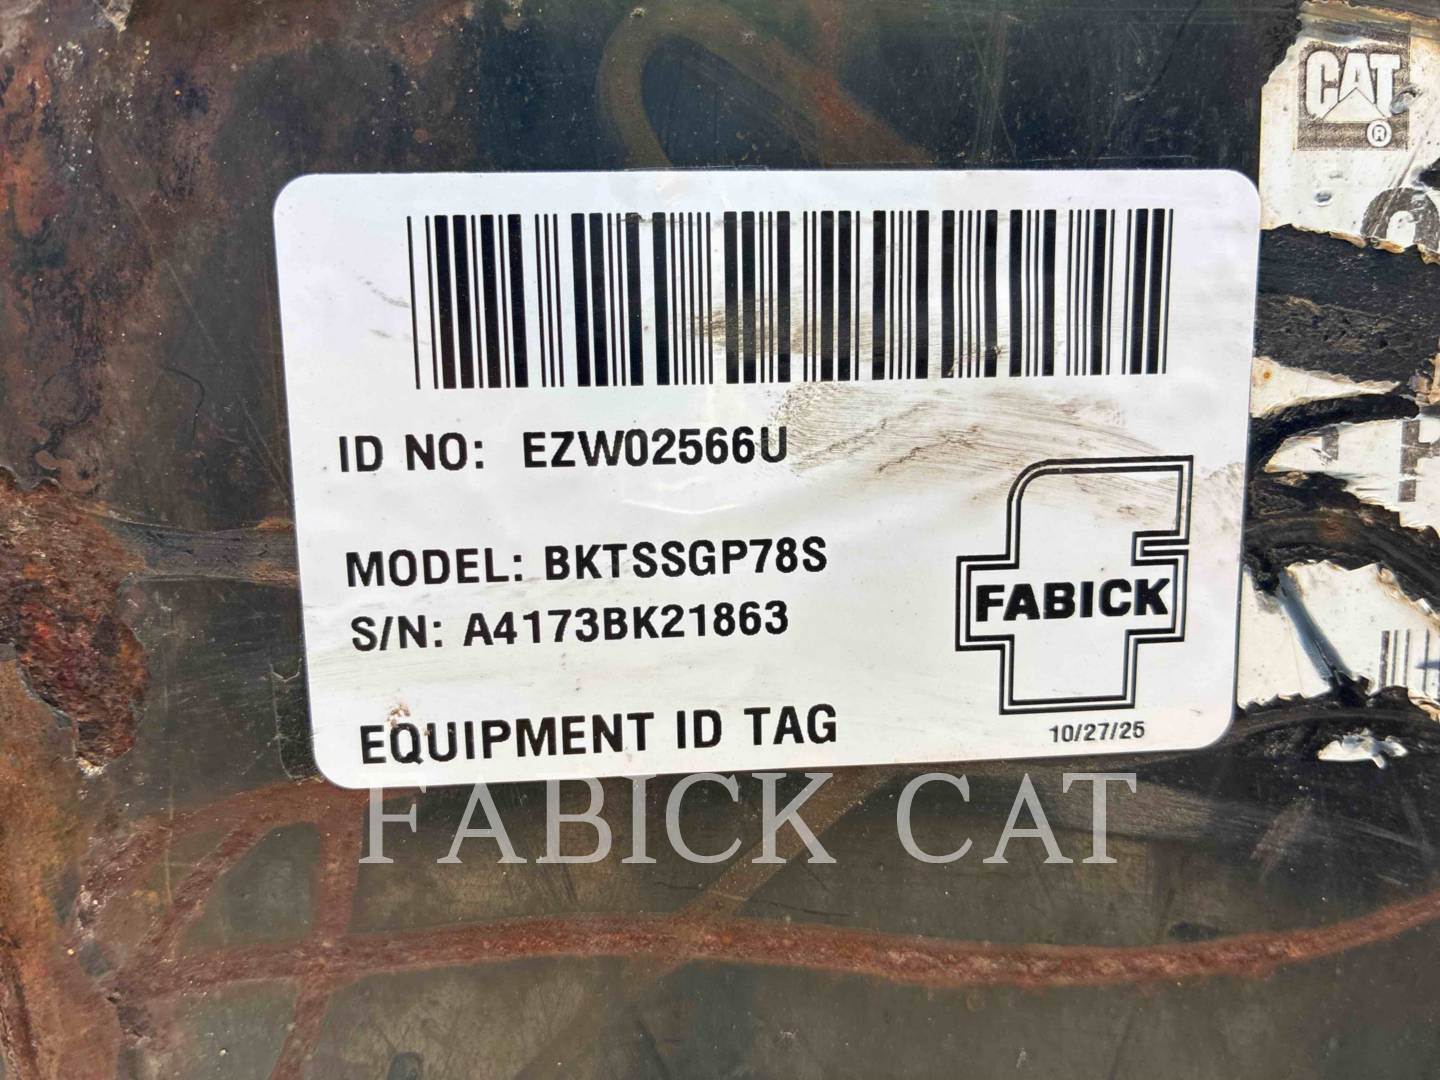 CAT
®
ID NO: EZW02566U
MODEL: BKTSSGP78S
S/N: A4173BK21863
FABICK
EQUIPMENT ID TAG
10/27/25
FABICK CAT